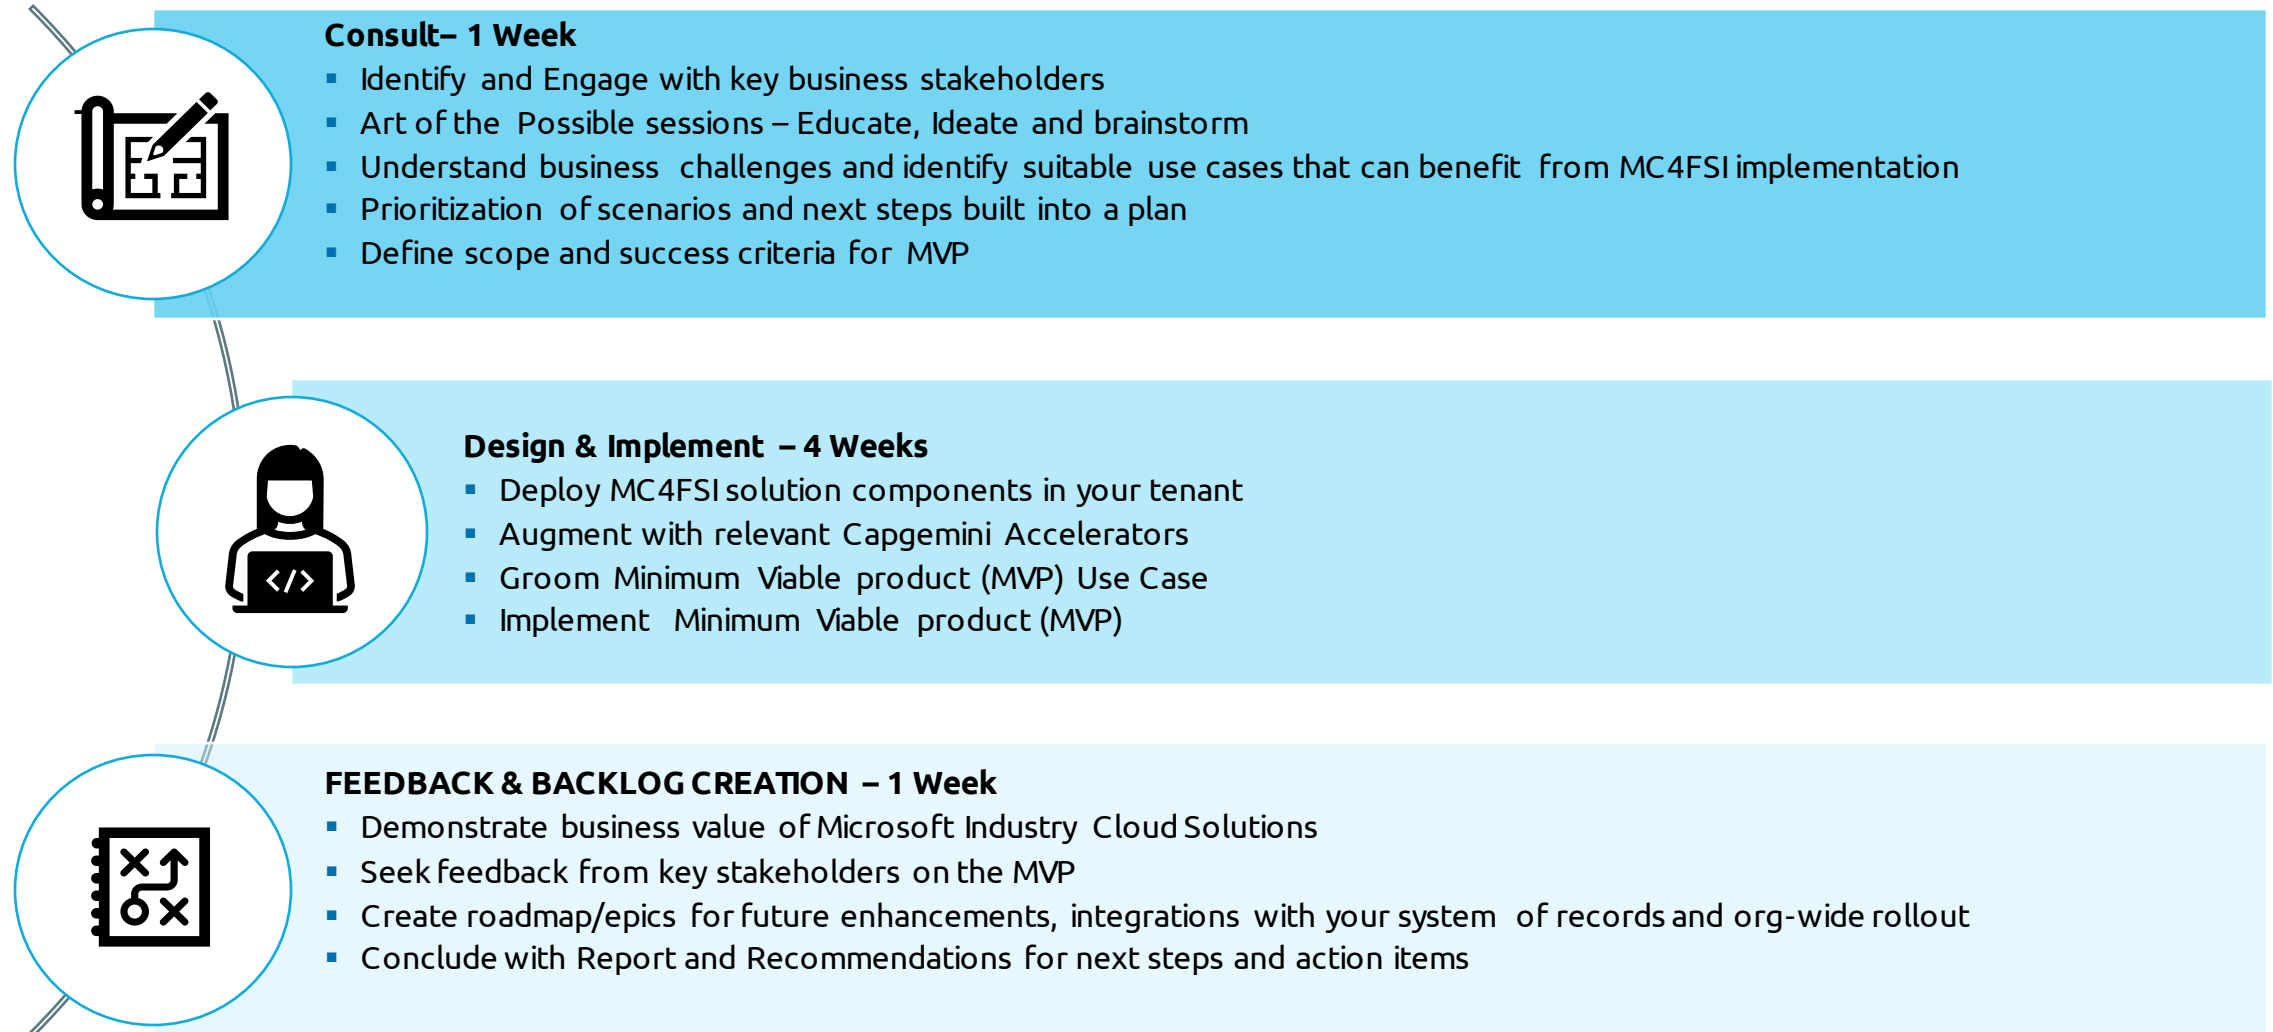 Consult– 1 Week
▪ Identify and Engage with key business stakeholders
▪ Art of the Possible sessions – Educate, Ideate and brainstorm
▪ Understand business challenges and identify suitable use cases that can benefit from MC4FSI implementation
▪ Prioritization of scenarios and next steps built into a plan
▪ Define scope and success criteria for MVP
Design & Implement – 4 Weeks
▪ Deploy MC4FSI solution components in your tenant
▪ Augment with relevant Capgemini Accelerators
▪ Groom Minimum Viable product (MVP) Use Case
▪ Implement Minimum Viable product (MVP)
</>
FEEDBACK & BACKLOG CREATION – 1 Week
▪ Demonstrate business value of Microsoft Industry Cloud Solutions
▪ Seek feedback from key stakeholders on the MVP
▪ Create roadmap/epics for future enhancements, integrations with your system of records and org-wide rollout
▪ Conclude with Report and Recommendations for next steps and action items